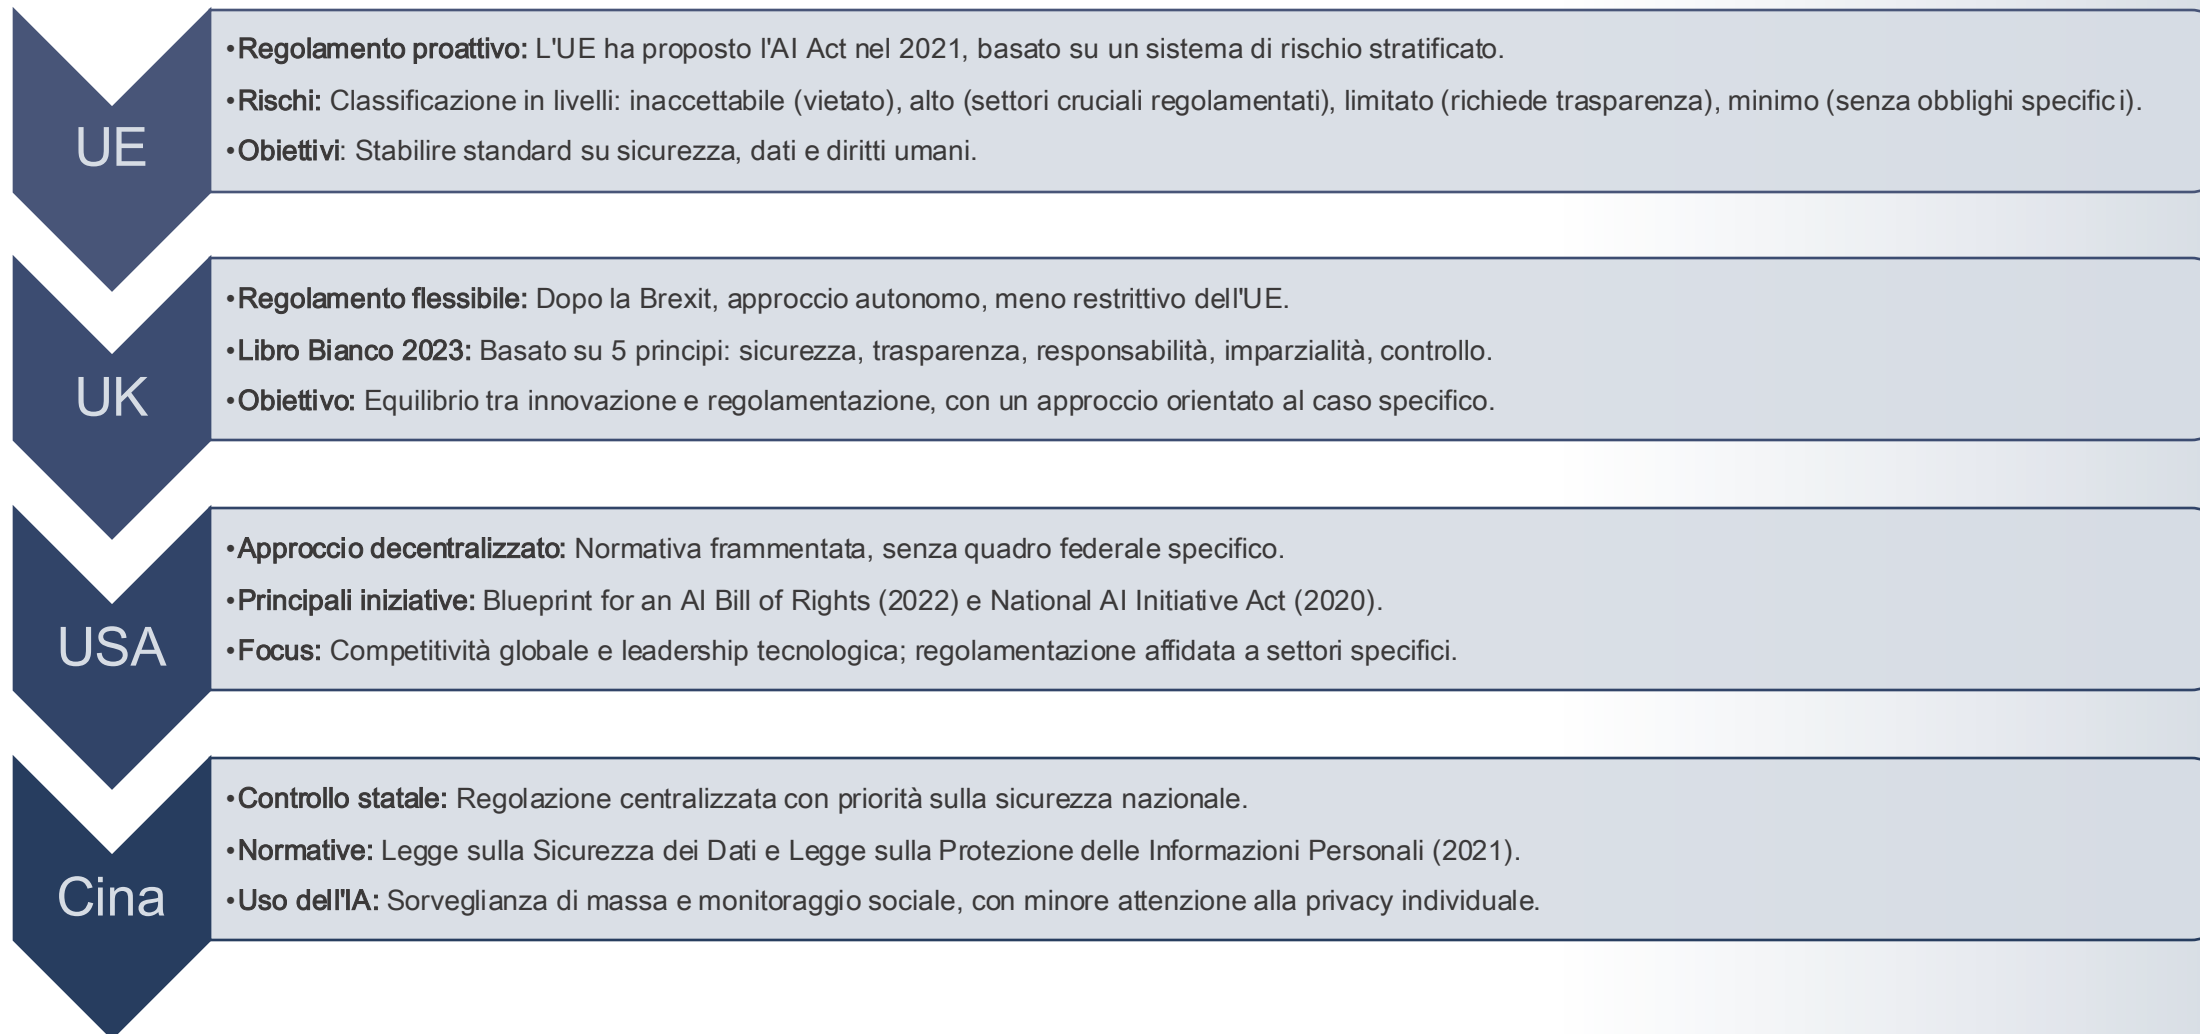 UE
•Regolamento proattivo: L'UE ha proposto l'AI Act nel 2021, basato su un sistema di rischio stratificato.
•Rischi: Classificazione in livelli: inaccettabile (vietato), alto (settori cruciali regolamentati), limitato (richiede trasparenza), minimo (senza obblighi specifici).
•Obiettivi: Stabilire standard su sicurezza, dati e diritti umani.
UK
•Regolamento flessibile: Dopo la Brexit, approccio autonomo, meno restrittivo dell'UE.
•Libro Bianco 2023: Basato su 5 principi: sicurezza, trasparenza, responsabilità, imparzialità, controllo.
•Obiettivo: Equilibrio tra innovazione e regolamentazione, con un approccio orientato al caso specifico.
USA
•Approccio decentralizzato: Normativa frammentata, senza quadro federale specifico.
•Principali iniziative: Blueprint for an AI Bill of Rights (2022) e National AI Initiative Act (2020).
•Focus: Competitività globale e leadership tecnologica; regolamentazione affidata a settori specifici.
Cina
•Controllo statale: Regolazione centralizzata con priorità sulla sicurezza nazionale.
•Normative: Legge sulla Sicurezza dei Dati e Legge sulla Protezione delle Informazioni Personali (2021).
•Uso dell'IA: Sorveglianza di massa e monitoraggio sociale, con minore attenzione alla privacy individuale.